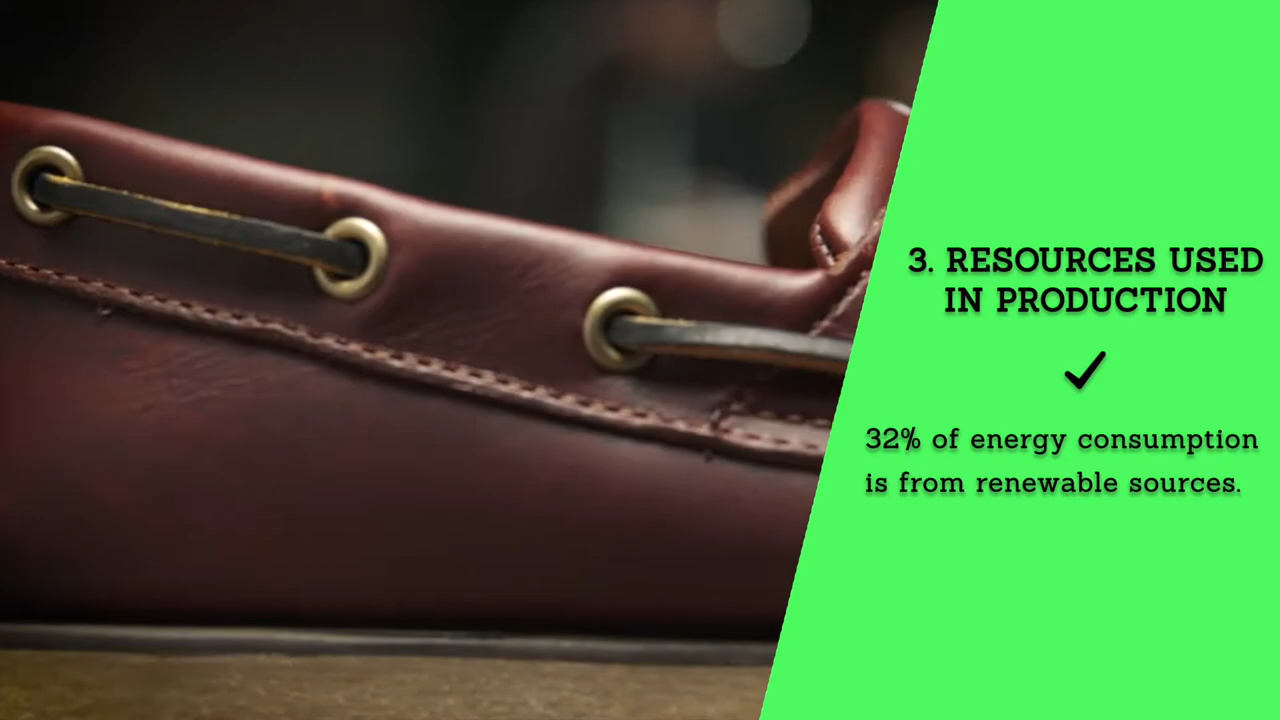 3. RESOURCES USED
IN PRODUCTION
32% of energy consumption
is from renewable sources.